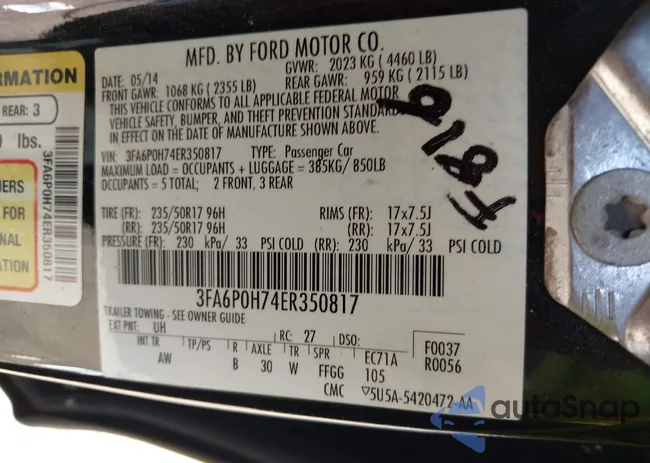 ORMATION
REAR: 3
lbs.
3FA6P0H74ER350817
MFD. BY FORD MOTOR CO.
DATE: 05/14
GVWR: 2023 KG ( 4460 LB)
FRONT GAWR: 1068 KG ( 2355 LB)
REAR GAWR: 959 KG ( 2115 LB)
THIS VEHICLE CONFORMS TO ALL APPLICABLE FEDERAL MOTOR
VEHICLE SAFETY, BUMPER, AND THEFT PREVENTION STANDARDS
IN EFFECT ON THE DATE OF MANUFACTURE SHOWN ABOVE.
VIN: 3FA6P0H74ER350817 TYPE: Passenger Car
MAXIMUM LOAD = OCCUPANTS + LUGGAGE = 385KG/ 850LB
OCCUPANTS = 5 TOTAL; 2 FRONT, 3 REAR
TIRE (FR): 235/50R17 96H RIMS (FR): 17x7.5J
(RR): 235/50R17 96H (RR): 17x7.5J
PRESSURE (FR): 230 kPa/ 33 PSI COLD (RR): 230 kPa/ 33 PSI COLD
3FA6P0H74ER350817
TRAILER TOWING - SEE OWNER GUIDE
EXT PNT: UH RC: 27 DSO:
INT TR TP/PS R AXLE TR SPR EC71A F0037
AW B 30 W FFGG 105 R0056
CMC ▽5U5A-5420472-AA
autoSnap